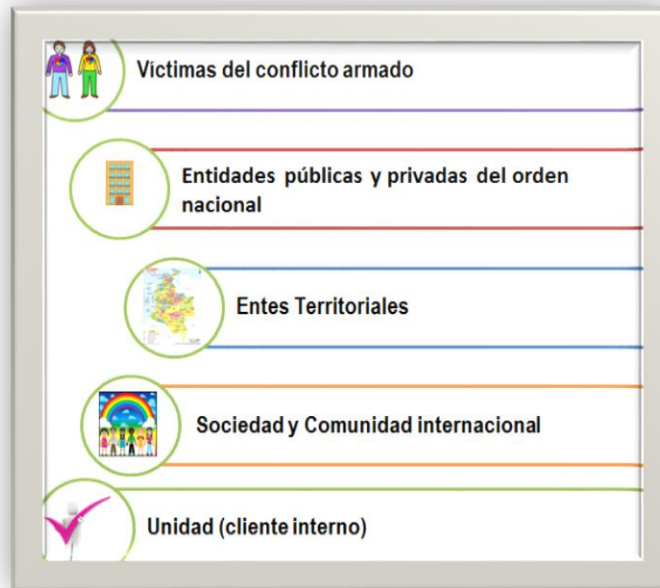 Victimas del conflicto armado
Entidades públicas y privadas del orden
nacional
Entes Territoriales
Sociedad y Comunidad internacional
Unidad (cliente interno)